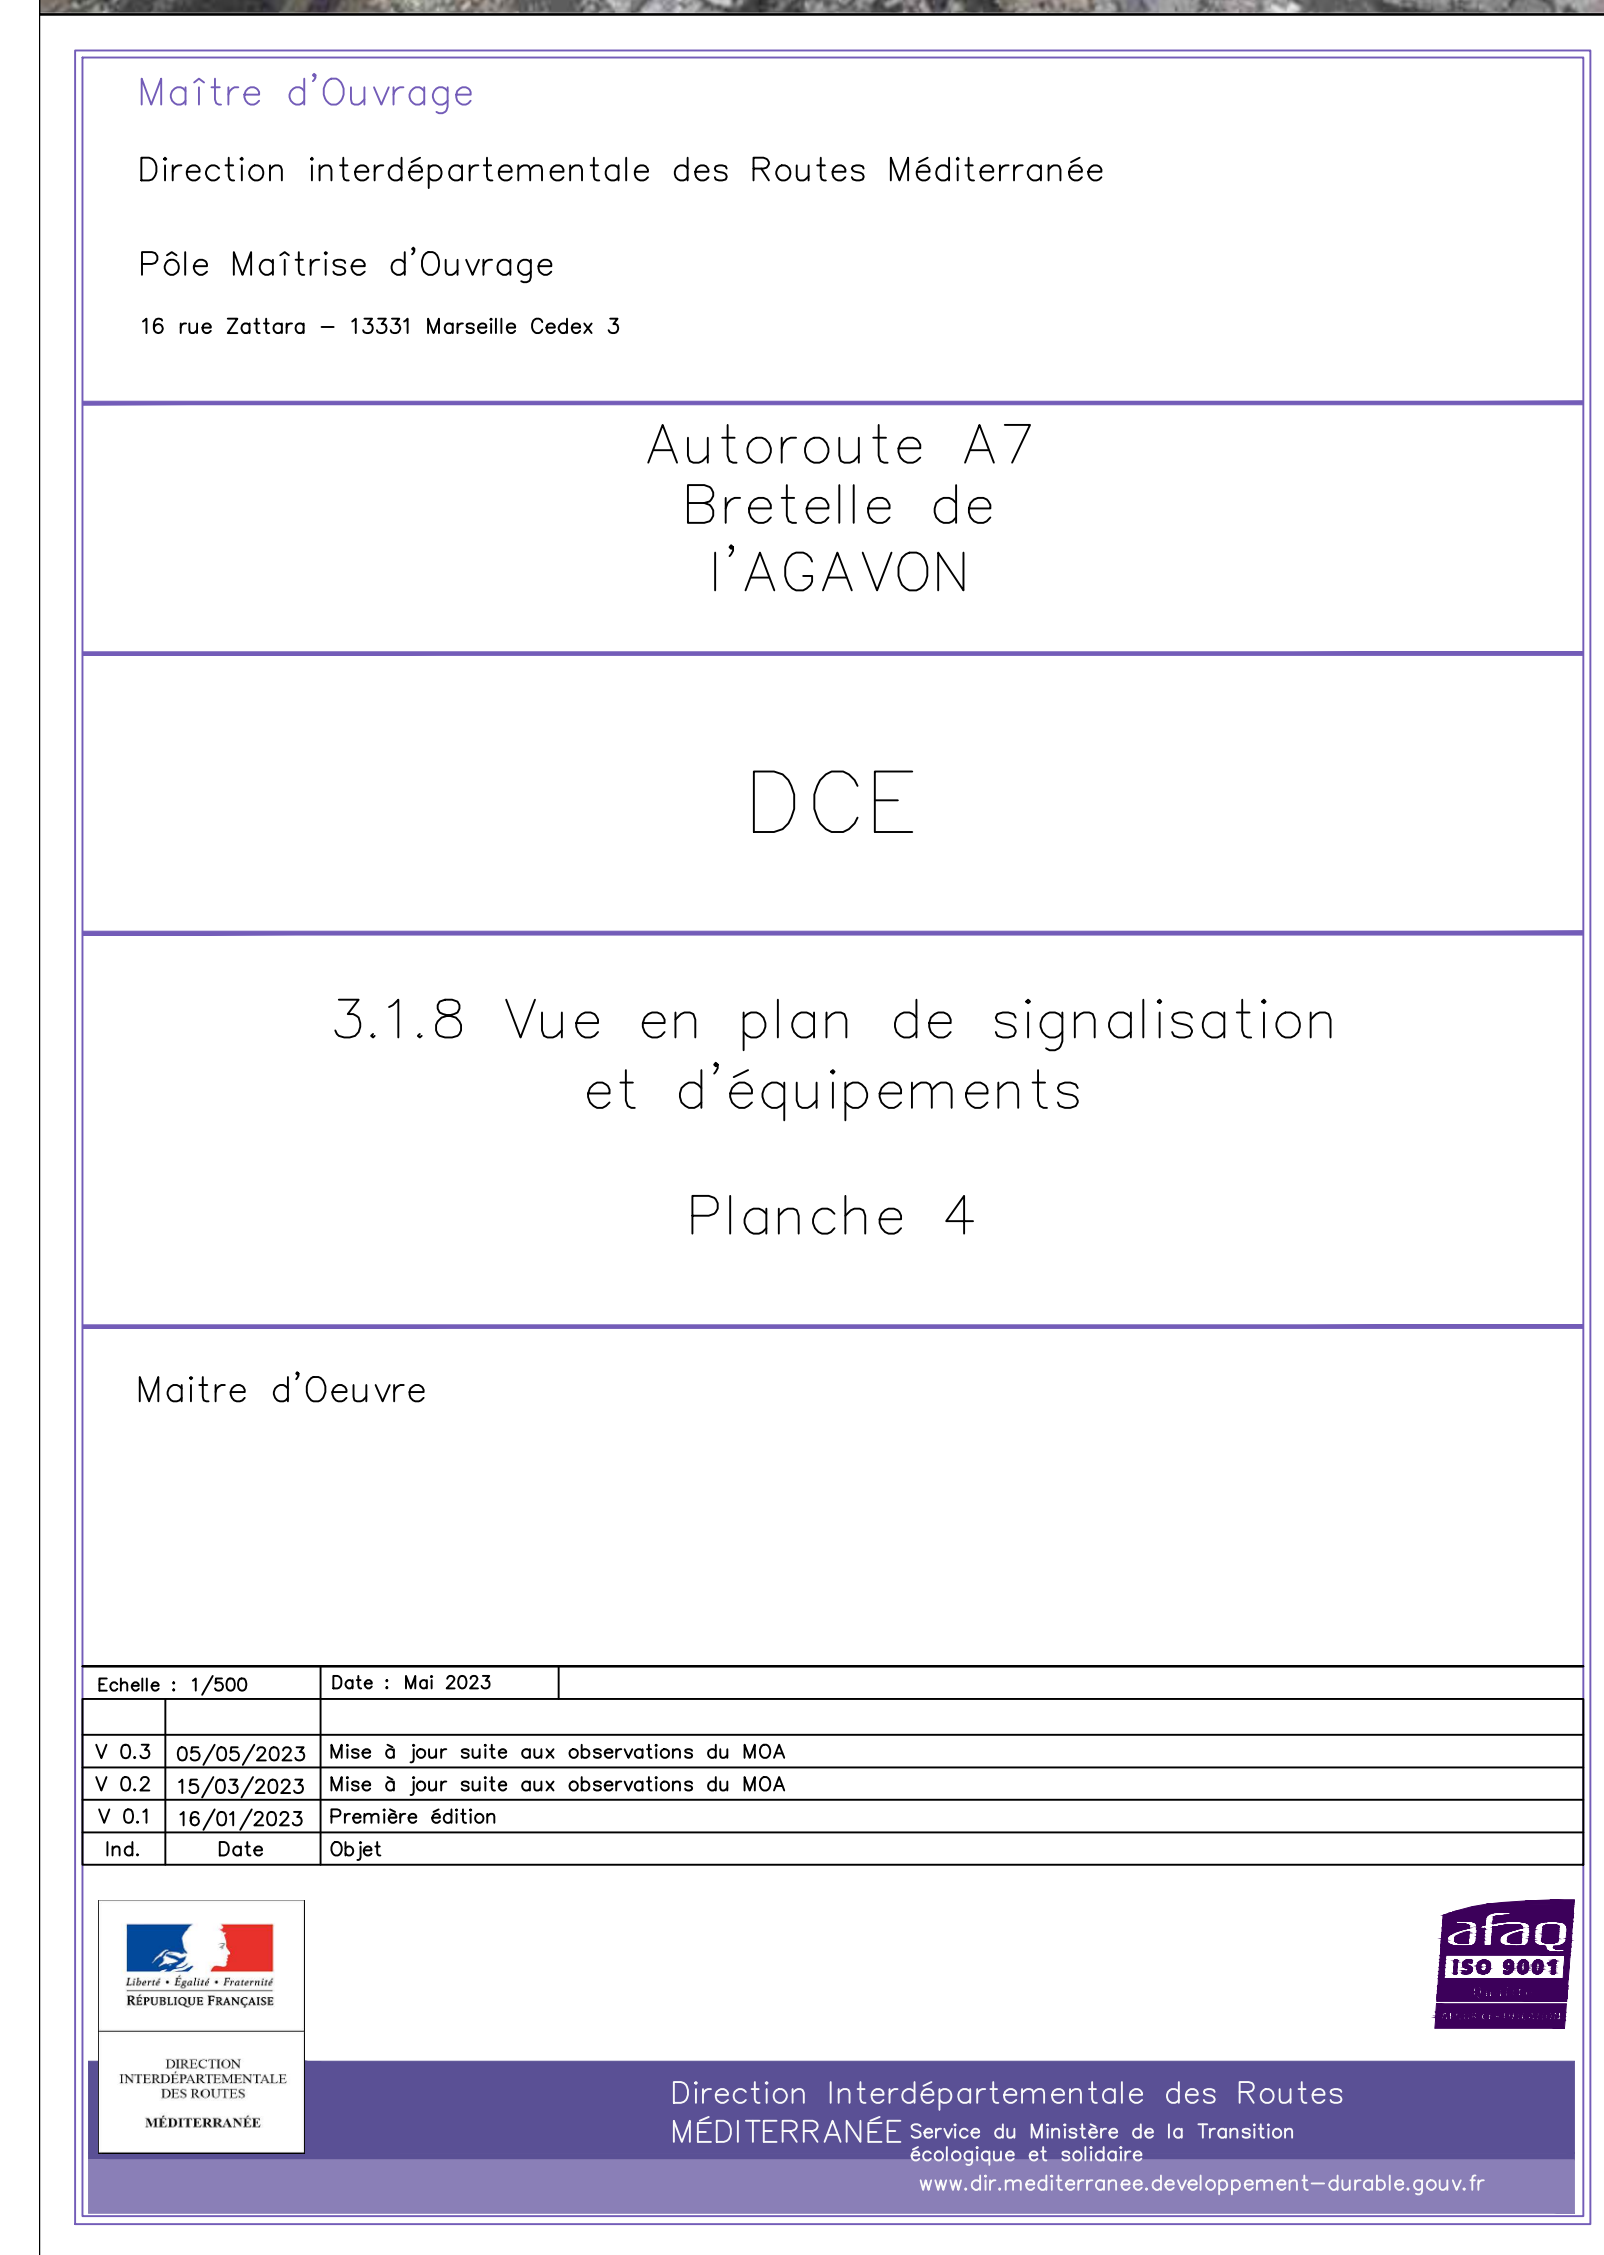 Maître d'Ouvrage
Direction interdépartementale des Routes Méditerranée
Pôle Maîtrise d'Ouvrage
16 rue Zattara – 13331 Marseille Cedex 3
Autoroute A7
Bretelle de
l'AGAVON
DCE
3.1.8 Vue en plan de signalisation
et d'équipements
Planche 4
Maitre d'Oeuvre
Echelle : 1/500 Date : Mai 2023
V 0.3 05/05/2023 Mise à jour suite aux observations du MOA
V 0.2 15/03/2023 Mise à jour suite aux observations du MOA
V 0.1 16/01/2023 Première édition
Ind. Date Objet
Liberté • Égalité • Fraternité
RÉPUBLIQUE FRANÇAISE
DIRECTION
INTERDÉPARTEMENTALE
DES ROUTES
MÉDITERRANÉE
afaq
ISO 9001
Direction Interdépartementale des Routes
MÉDITERRANÉE Service du Ministère de la Transition
écologique et solidaire
www.dir.mediterranee.developpement–durable.gouv.fr